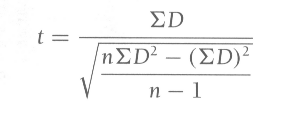 t = ΣD / √((nΣD² − (ΣD)²) / (n − 1))